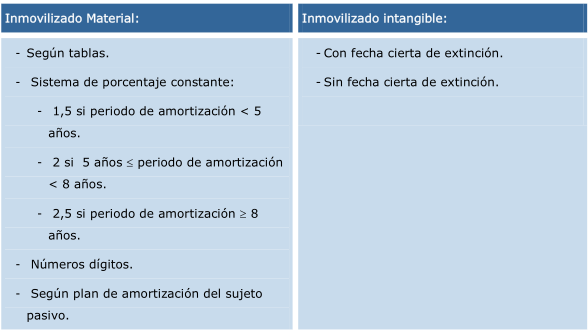 Inmovilizado Material:
- Según tablas.
- Sistema de porcentaje constante:
- 1,5 si periodo de amortización < 5
años.
- 2 si 5 años ≤ periodo de amortización
< 8 años.
- 2,5 si periodo de amortización ≥ 8
años.
- Números dígitos.
- Según plan de amortización del sujeto
pasivo.
Inmovilizado intangible:
- Con fecha cierta de extinción.
- Sin fecha cierta de extinción.